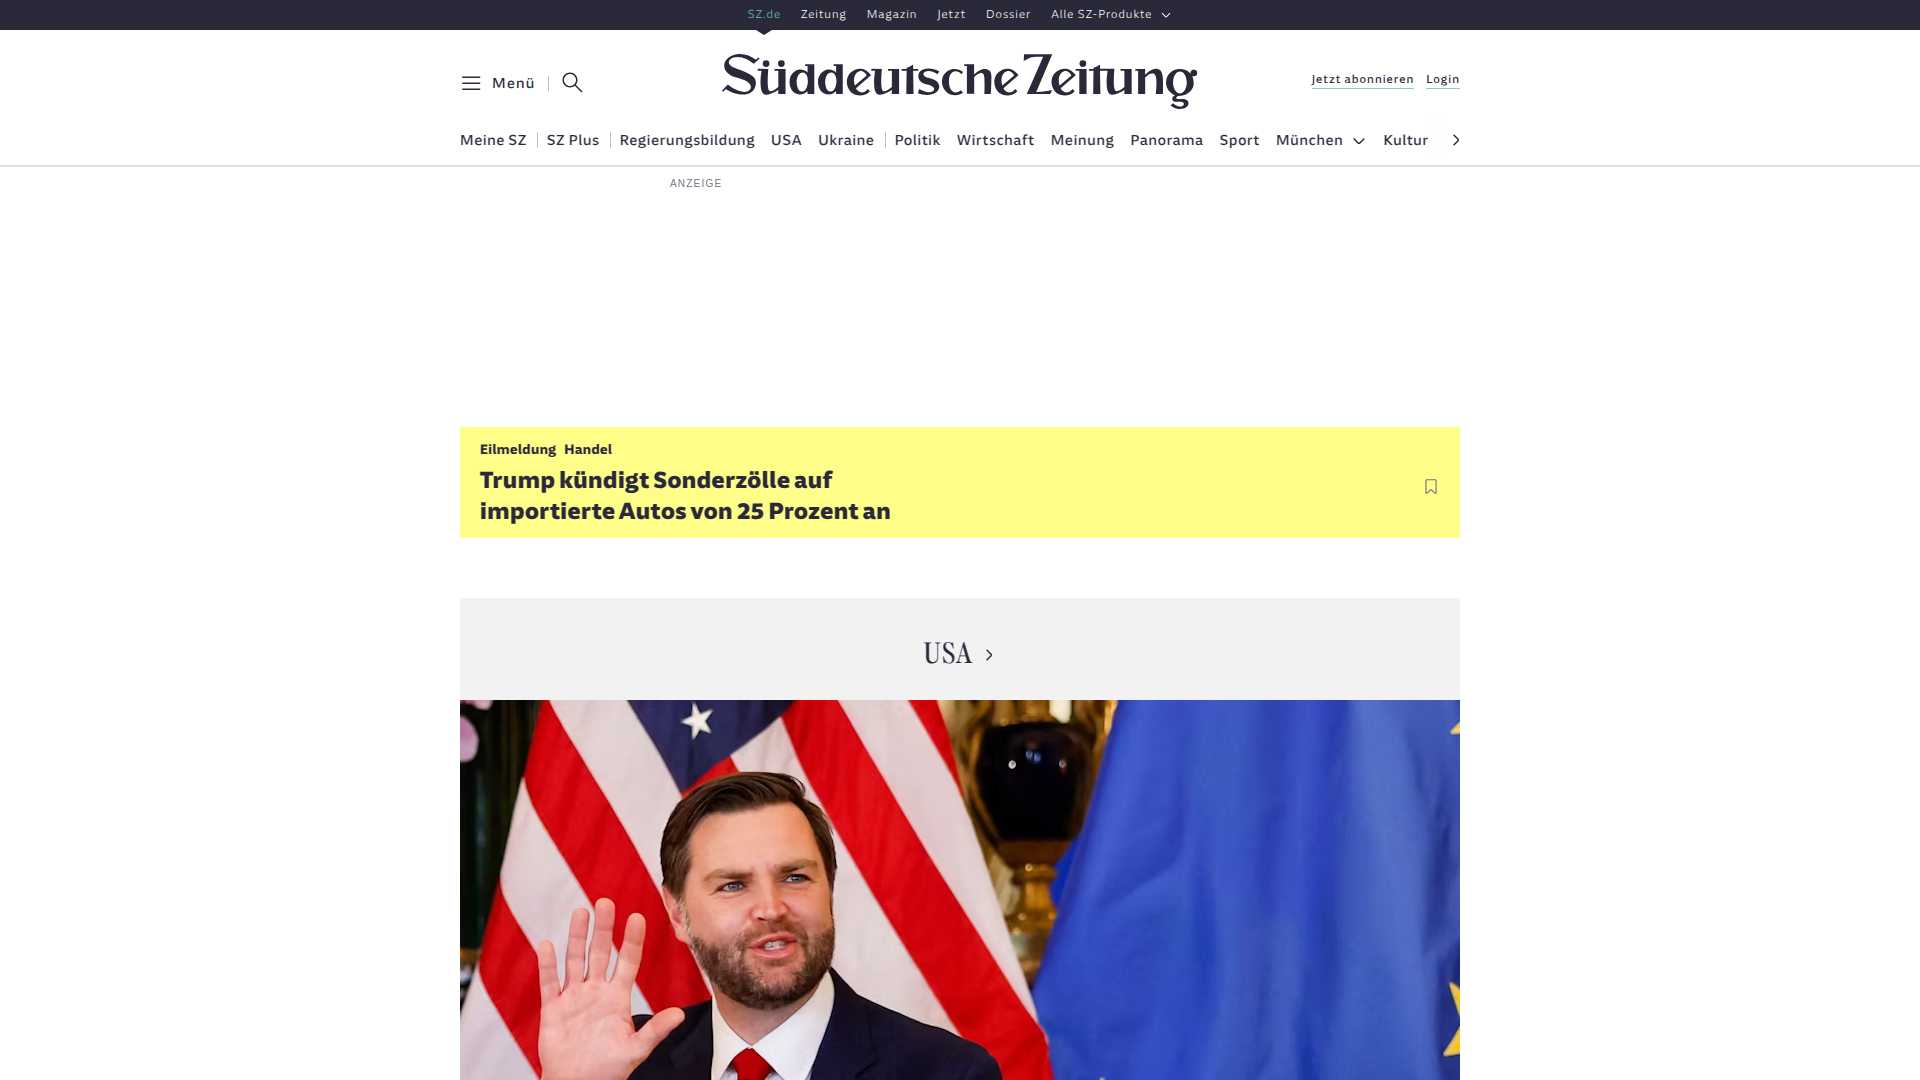 SZ.de Zeitung Magazin Jetzt Dossier Alle SZ-Produkte
Menü
Süddeutsche Zeitung
Jetzt abonnieren Login
Meine SZ SZ Plus Regierungsbildung USA Ukraine Politik Wirtschaft Meinung Panorama Sport München Kultur
ANZEIGE
Eilmeldung Handel
Trump kündigt Sonderzölle auf
importierte Autos von 25 Prozent an
USA